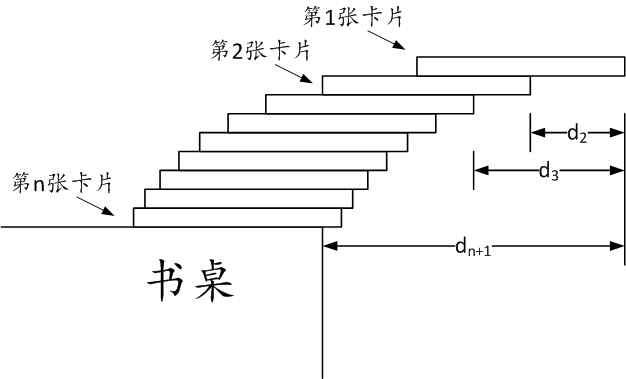 第1张卡片
第2张卡片
d2
d3
第n张卡片
dn+1
书桌